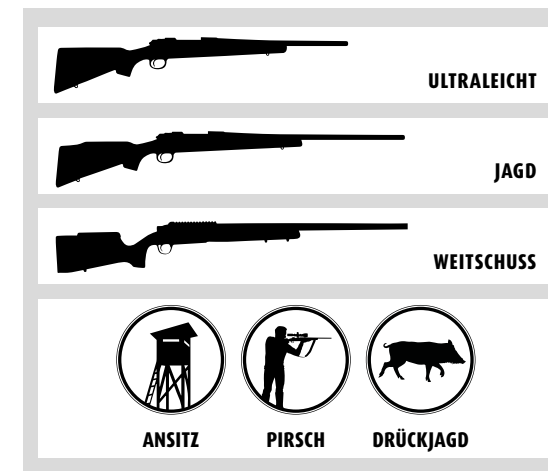 ULTRALEICHT
JAGD
WEITSCHUSS
ANSITZ PIRSCH DRÜCKJAGD